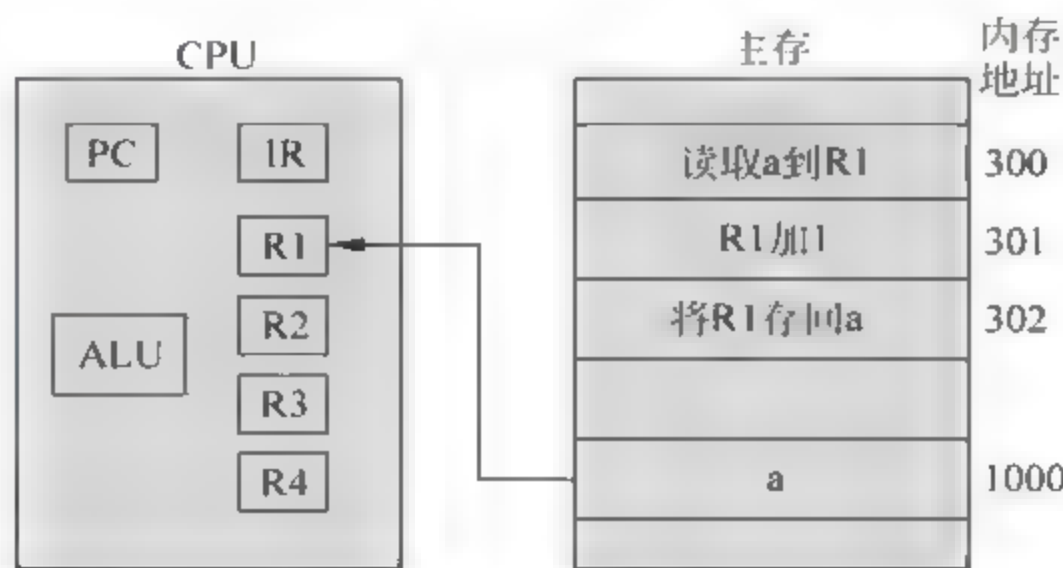 CPU
主存
内存
地址
PC
IR
读取a到R1
300
R1
R1加1
301
R2
将R1存回a
302
ALU
R3
R4
a
1000